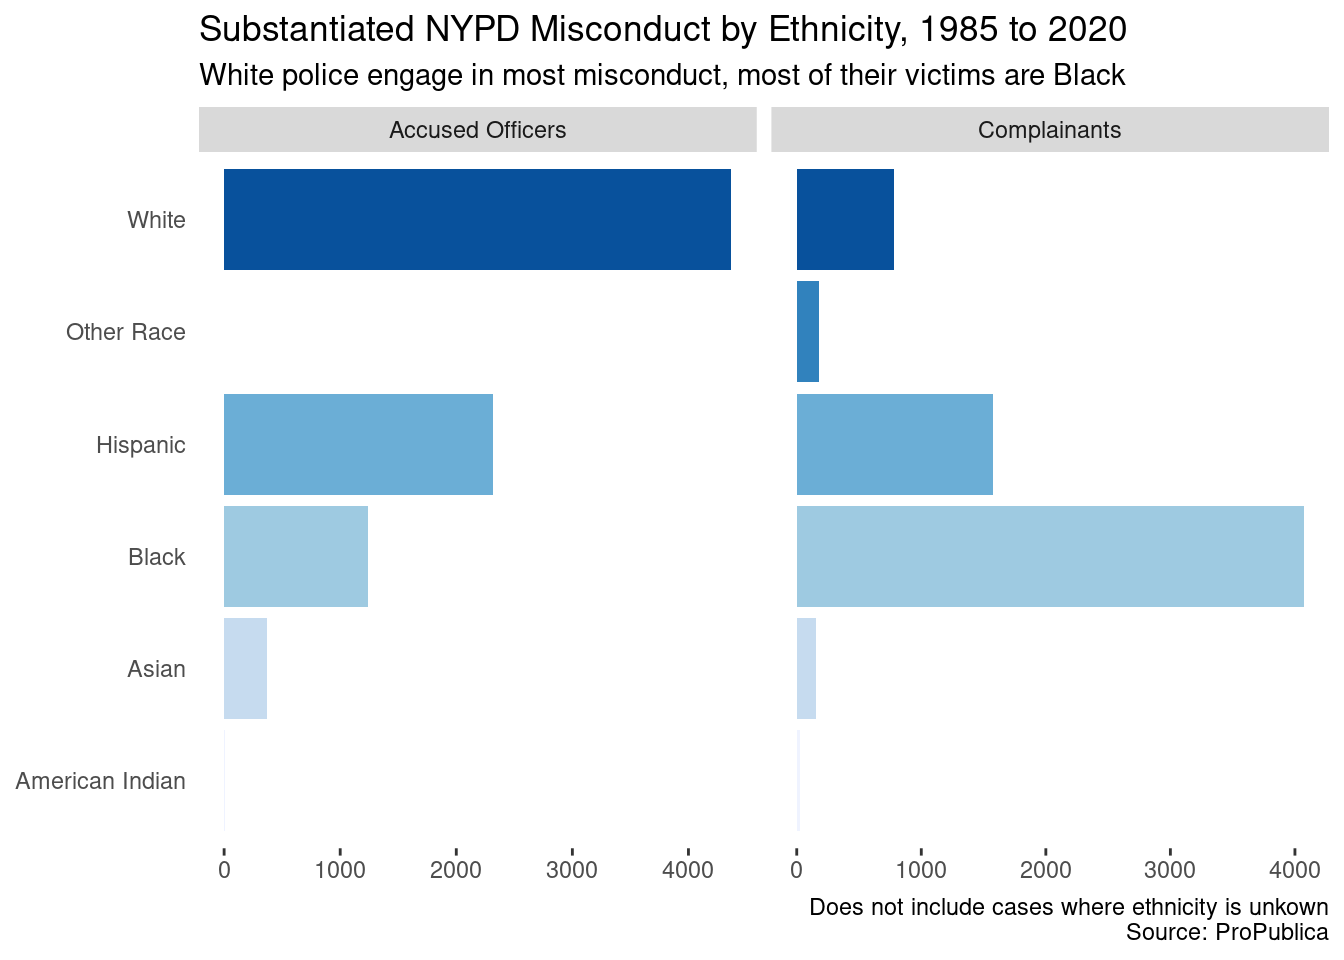 Substantiated NYPD Misconduct by Ethnicity, 1985 to 2020
White police engage in most misconduct, most of their victims are Black
Accused Officers
Complainants
White
Other Race
Hispanic
Black
Asian
American Indian
0 1000 2000 3000 4000
0 1000 2000 3000 4000
Does not include cases where ethnicity is unkown
Source: ProPublica